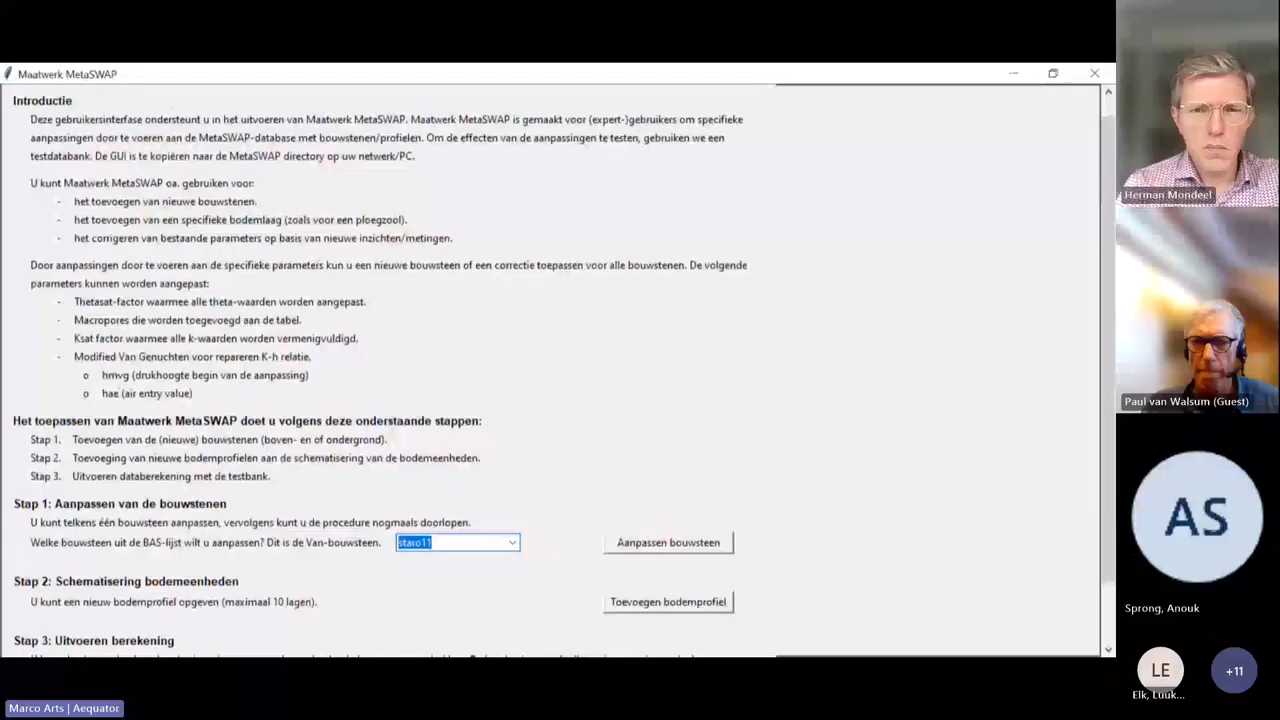 Maatwerk MetaSWAP
Introductie
Deze gebruikersinterfase ondersteunt u in het uitvoeren van Maatwerk MetaSWAP. Maatwerk MetaSWAP is gemaakt voor (expert-)gebruikers om specifieke
aanpassingen door te voeren aan de MetaSWAP-database met bouwstenen/profielen. Om de effecten van de aanpassingen te testen, gebruiken we een
testdatabank. De GUI is te kopiëren naar de MetaSWAP directory op uw netwerk/PC.
U kunt Maatwerk MetaSWAP oa. gebruiken voor:
- het toevoegen van nieuwe bouwstenen.
- het toevoegen van een specifieke bodemlaag (zoals voor een ploegzool).
- het corrigeren van bestaande parameters op basis van nieuwe inzichten/metingen.
Door aanpassingen door te voeren aan de specifieke parameters kun u een nieuwe bouwsteen of een correctie toepassen voor alle bouwstenen. De volgende
parameters kunnen worden aangepast:
- Thetasat-factor waarmee alle theta-waarden worden aangepast.
- Macropores die worden toegevoegd aan de tabel.
- Ksat factor waarmee alle k-waarden worden vermenigvuldigd.
- Modified Van Genuchten voor repareren K-h relatie,
o hmvg (drukhoogte begin van de aanpassing)
o hae (air entry value)
Het toepassen van Maatwerk MetaSWAP doet u volgens deze onderstaande stappen:
Stap 1. Toevoegen van de (nieuwe) bouwstenen (boven- en of ondergrond).
Stap 2. Toevoeging van nieuwe bodemprofielen aan de schematisering van de bodemeenheden.
Stap 3. Uitvoeren databerekening met de testbank.
Stap 1: Aanpassen van de bouwstenen
U kunt telkens één bouwsteen aanpassen, vervolgens kunt u de procedure nogmaals doorlopen.
Welke bouwsteen uit de BAS-lijst wilt u aanpassen? Dit is de Van-bouwsteen. staro11 Aanpassen bouwsteen
Stap 2: Schematisering bodemeenheden
U kunt een nieuw bodemprofiel opgeven (maximaal 10 lagen). Toevoegen bodemprofiel
Stap 3: Uitvoeren berekening
Herman Mondeel
Paul van Walsum (Guest)
AS
Sprong, Anouk
LE
+11
Elk, Luuk...
Marco Arts | Aequator